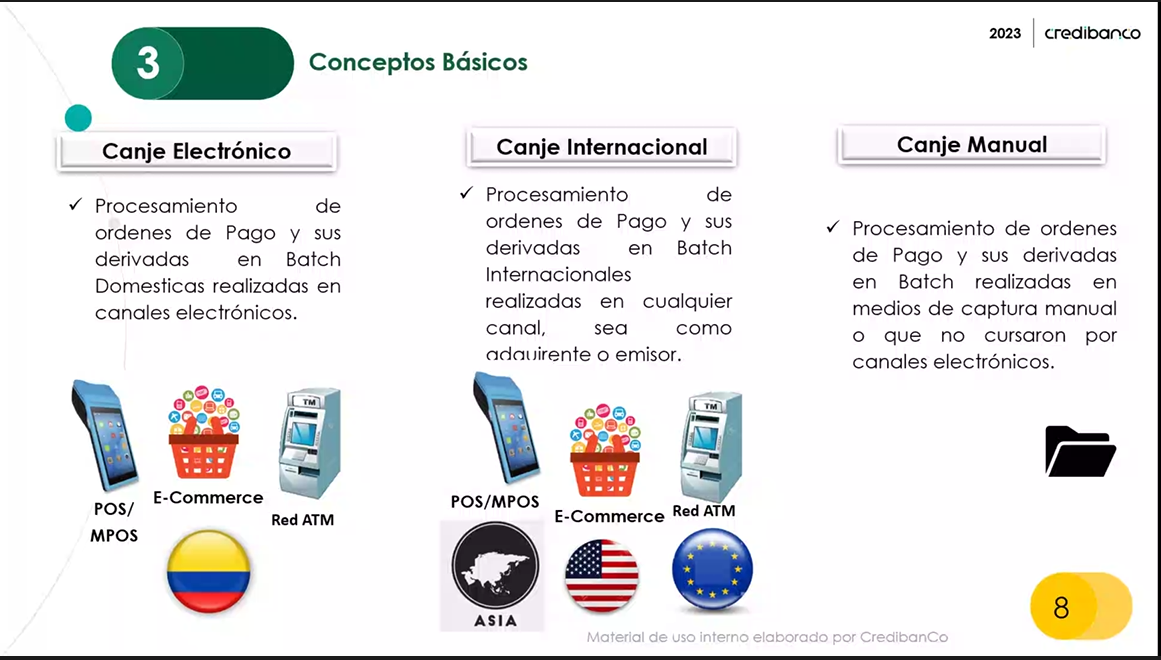 2023 credibanco
3 Conceptos Básicos
Canje Electrónico
✓ Procesamiento de
ordenes de Pago y sus
derivadas en Batch
Domesticas realizadas en
canales electrónicos.
POS/
MPOS
E-Commerce
TM
Red ATM
Canje Internacional
✓ Procesamiento de
ordenes de Pago y sus
derivadas en Batch
Internacionales
realizadas en cualquier
canal, sea como
adquirente o emisor.
POS/MPOS
E-Commerce
TM
Red ATM
ASIA
Canje Manual
✓ Procesamiento de ordenes
de Pago y sus derivadas
en Batch realizadas en
medios de captura manual
o que no cursaron por
canales electrónicos.
8
Material de uso interno elaborado por CredibanCo